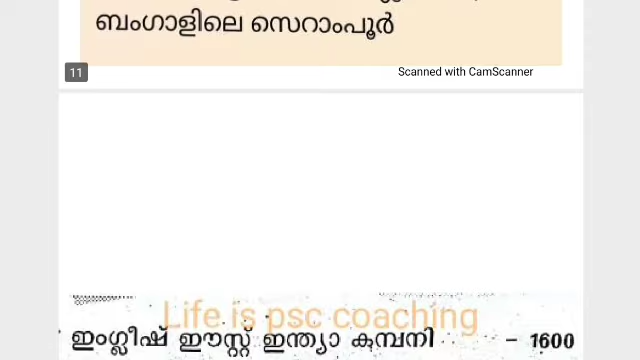 ബംഗാളിലെ സെറാംപൂർ
11
Scanned with CamScanner
Life is psc coaching
ഇംഗ്ലീഷ് ഈസ്റ്റ് ഇന്ത്യാ കമ്പനി - 1600